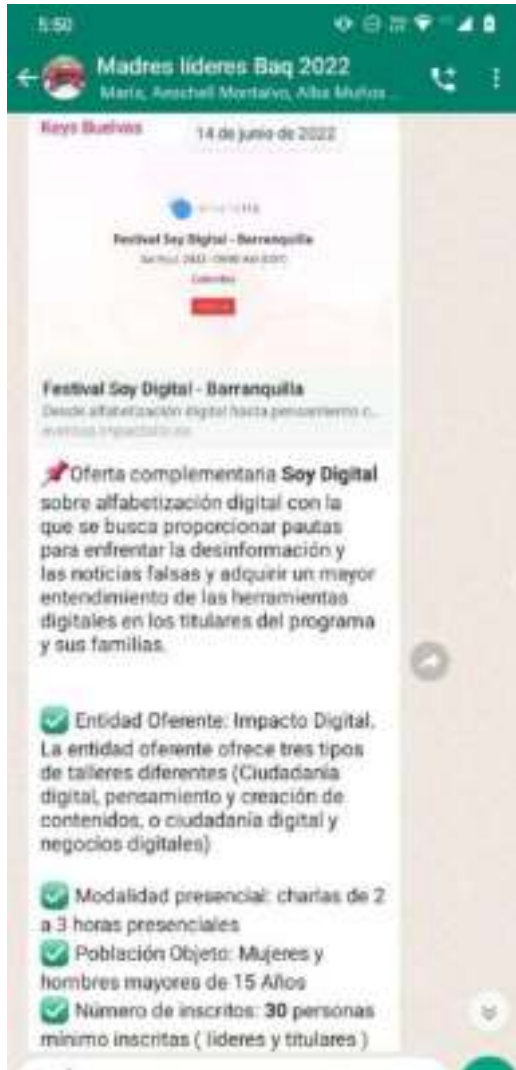 5:50
Madres lideres Baq 2022
Maria, Montalvo, Alba Muñoz...
Keys Buelvas
14 de junio de 2022
Festival Soy Digital - Barranquilla
Colombia
Festival Soy Digital - Barranquilla
Desde alfabetización digital hasta pensamiento c...
📌Oferta complementaria Soy Digital
sobre alfabetización digital con la
que se busca proporcionar pautas
para enfrentar la desinformación y
las noticias falsas y adquirir un mayor
entendimiento de las herramientas
digitales en los titulares del programa
y sus familias.
✅ Entidad Oferente: Impacto Digital.
La entidad oferente ofrece tres tipos
de talleres diferentes (Ciudadanía
digital, pensamiento y creación de
contenidos, o ciudadanía digital y
negocios digitales)
✅ Modalidad presencial: charlas de 2
a 3 horas presenciales
✅ Población Objeto: Mujeres y
hombres mayores de 15 Años
✅ Número de inscritos: 30 personas
mínimo inscritas ( lideres y titulares )